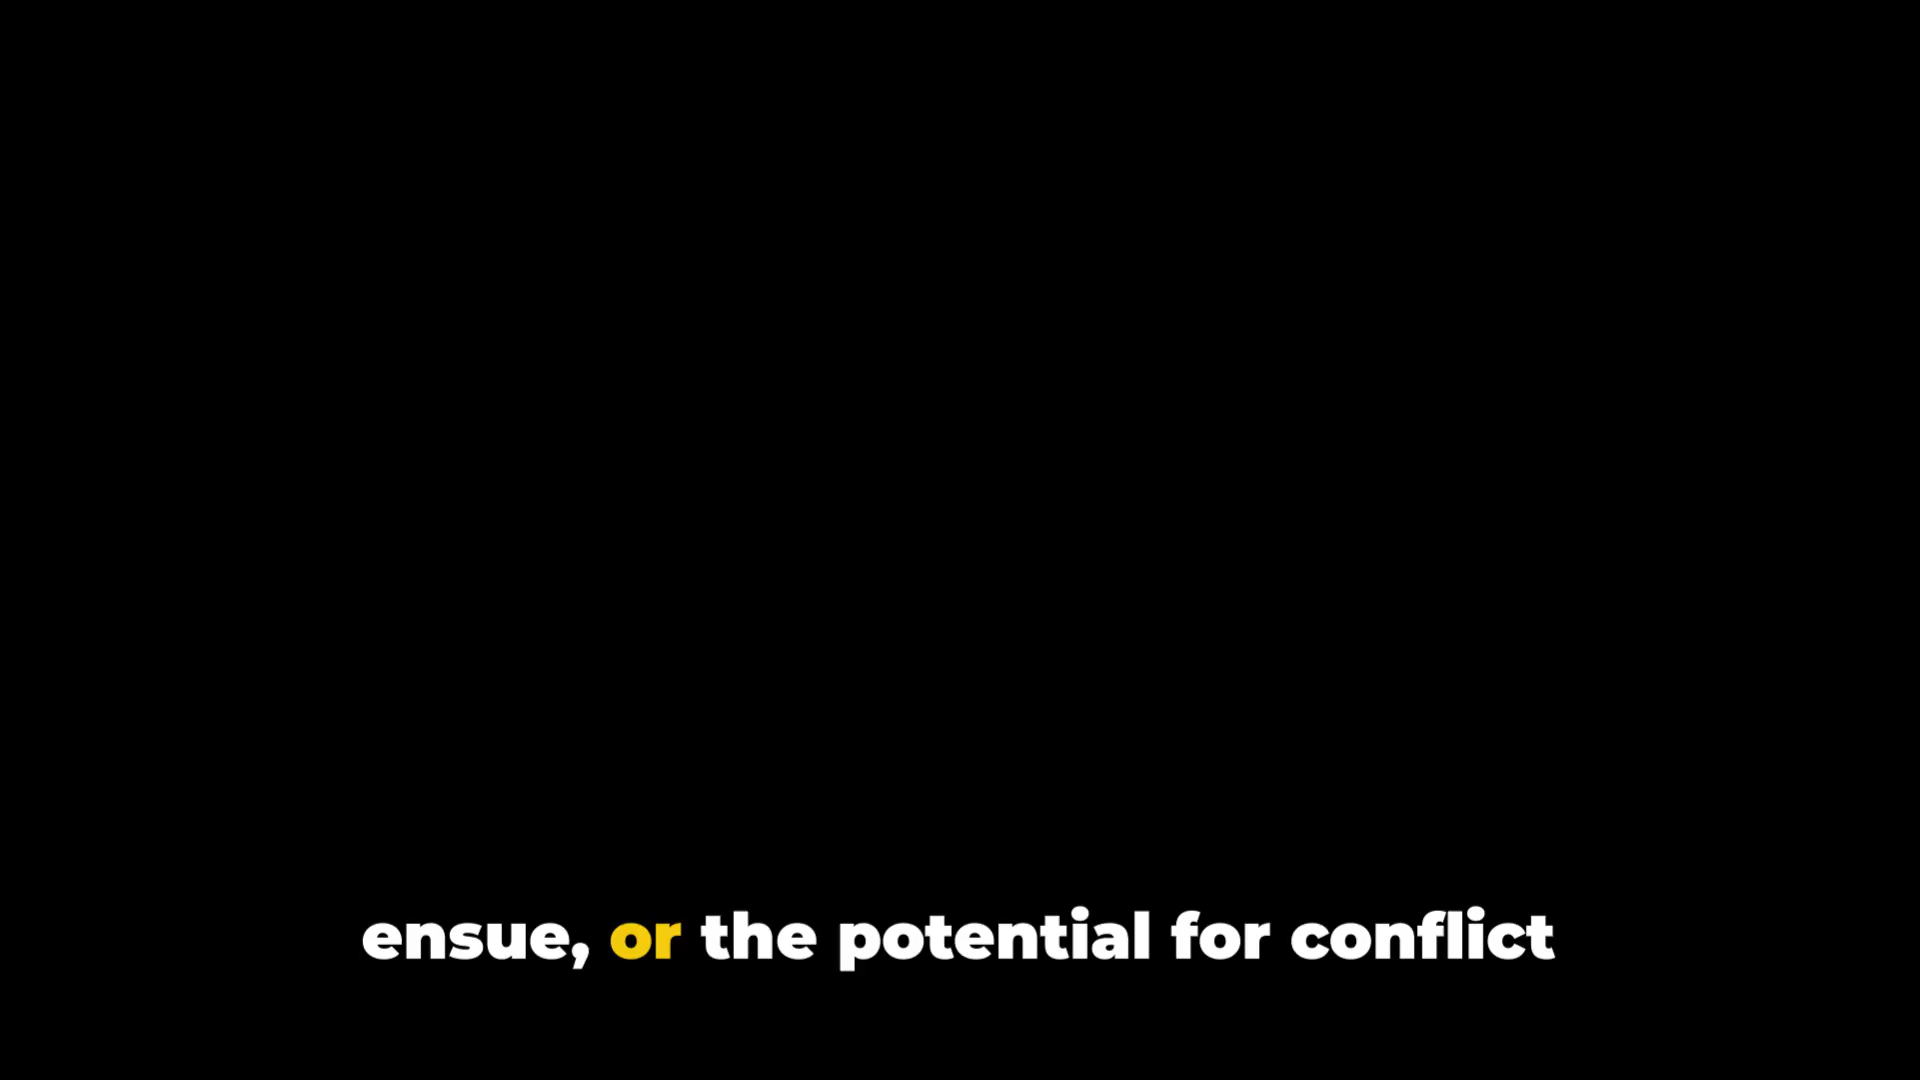 ensue, or the potential for conflict